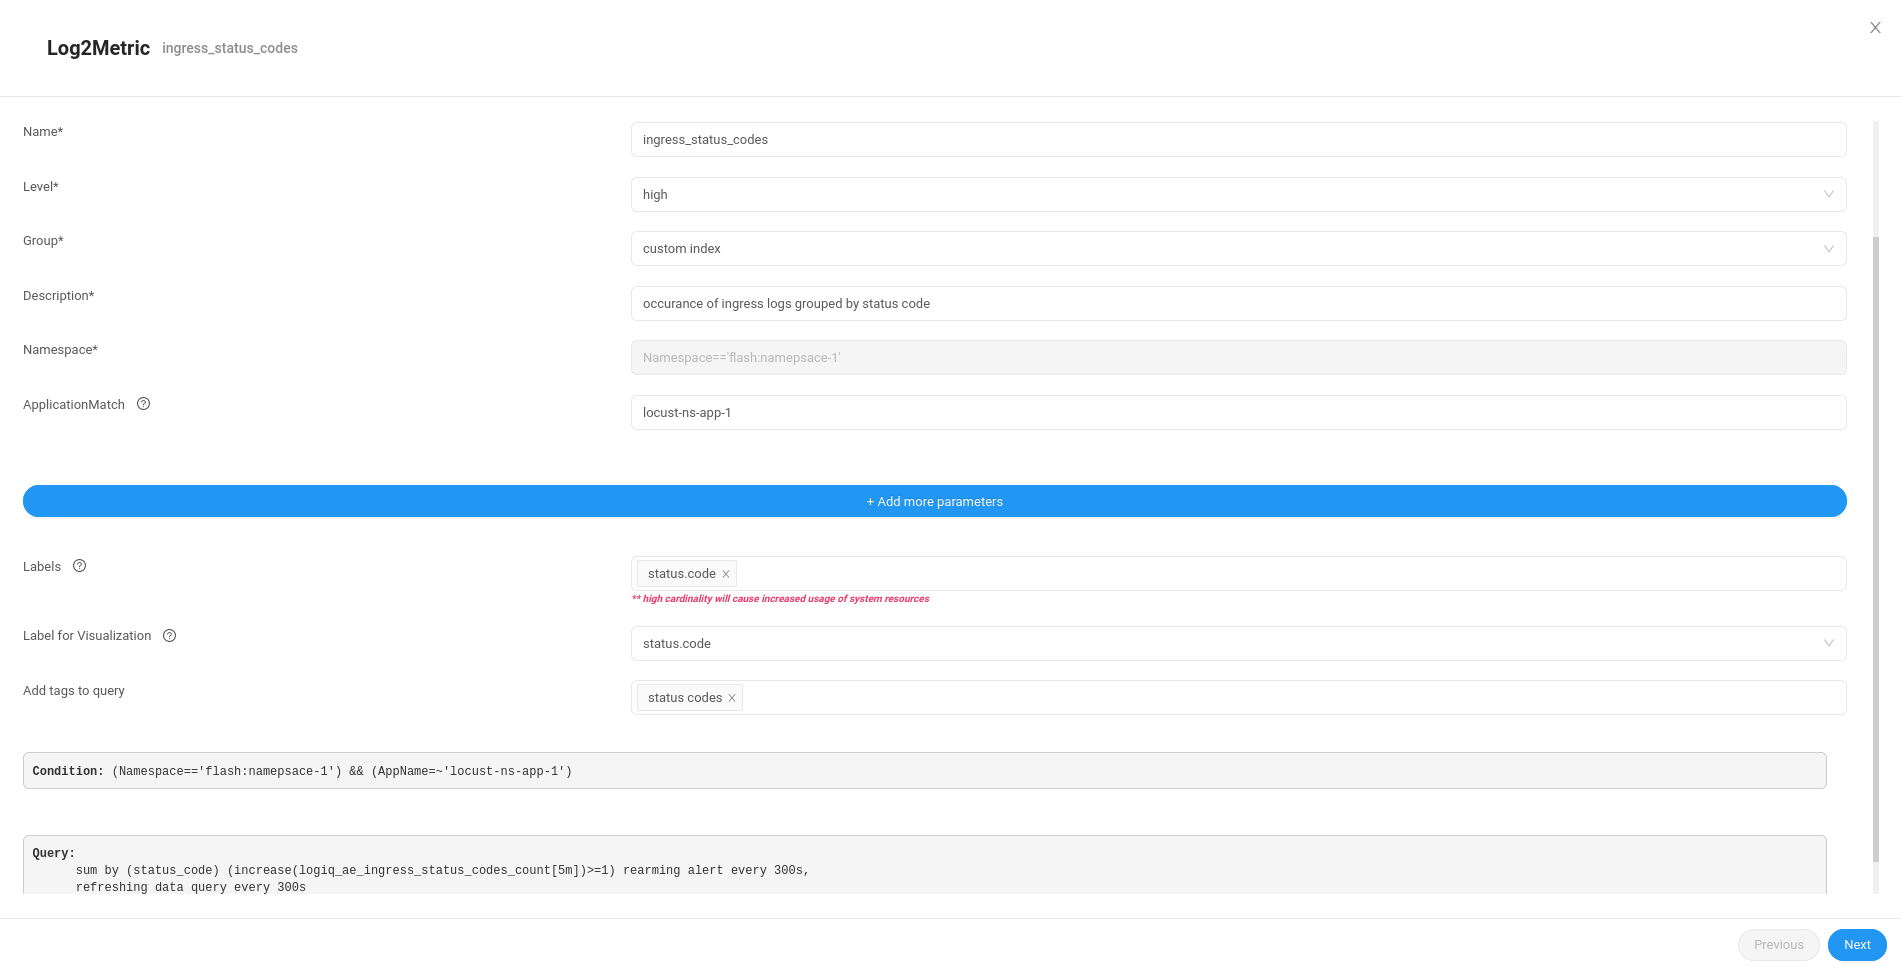 Log2Metric ingress_status_codes
Name* ingress_status_codes
Level* high
Group* custom index
Description* occurance of ingress logs grouped by status code
Namespace* Namespace=='flash:namepsace-1'
ApplicationMatch ? locust-ns-app-1
+ Add more parameters
Labels ? status.code
** high cardinality will cause increased usage of system resources
Label for Visualization ? status.code
Add tags to query status codes
Condition: (Namespace=='flash:namepsace-1') && (AppName=~'locust-ns-app-1')
Query:
sum by (status_code) (increase(logiq_ae_ingress_status_codes_count[5m])>=1) rearming alert every 300s,
refreshing data query every 300s
Previous Next